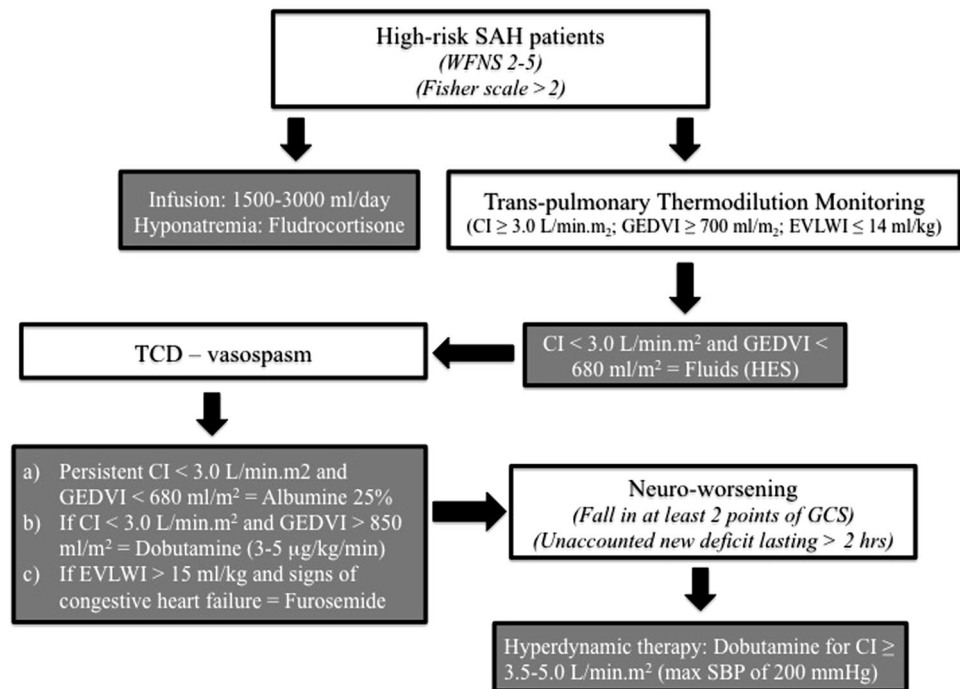 High-risk SAH patients
(WFNS 2-5)
(Fisher scale > 2)
Infusion: 1500-3000 ml/day
Hyponatremia: Fludrocortisone
Trans-pulmonary Thermodilution Monitoring
(CI ≥ 3.0 L/min.m₂; GEDVI ≥ 700 ml/m₂; EVLWI ≤ 14 ml/kg)
CI < 3.0 L/min.m² and GEDVI <
680 ml/m² = Fluids (HES)
TCD – vasospasm
a) Persistent CI < 3.0 L/min.m2 and
GEDVI < 680 ml/m² = Albumine 25%
b) If CI < 3.0 L/min.m² and GEDVI > 850
ml/m² = Dobutamine (3-5 µg/kg/min)
c) If EVLWI > 15 ml/kg and signs of
congestive heart failure = Furosemide
Neuro-worsening
(Fall in at least 2 points of GCS)
(Unaccounted new deficit lasting > 2 hrs)
Hyperdynamic therapy: Dobutamine for CI ≥
3.5-5.0 L/min.m² (max SBP of 200 mmHg)